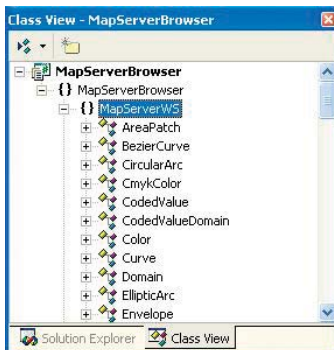 Class View - MapServerBrowser
MapServerBrowser
{} MapServerBrowser
{} MapServerWS
AreaPatch
BezierCurve
CircularArc
CmykColor
CodedValue
CodedValueDomain
Color
Curve
Domain
EllipticArc
Envelope
Solution Explorer Class View